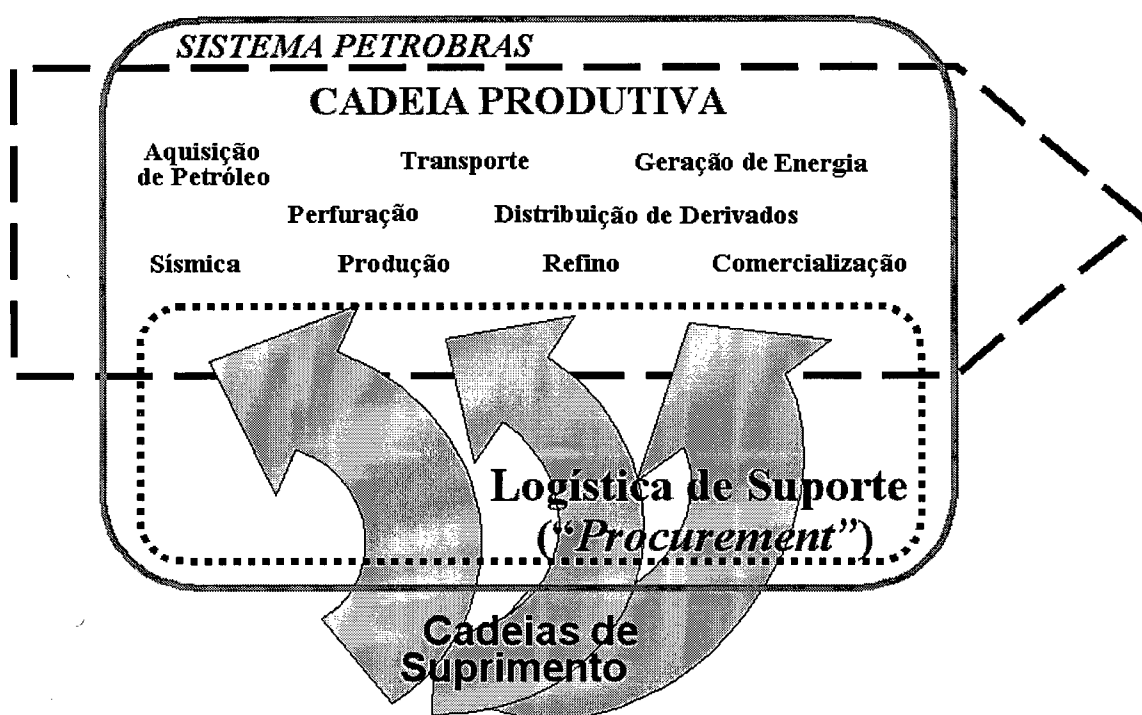 SISTEMA PETROBRAS
CADEIA PRODUTIVA
Aquisição
de Petróleo
Transporte
Geração de Energia
Perfuração
Distribuição de Derivados
Sísmica
Produção
Refino
Comercialização
Logística de Suporte
(“Procurement”)
Cadeias de
Suprimento